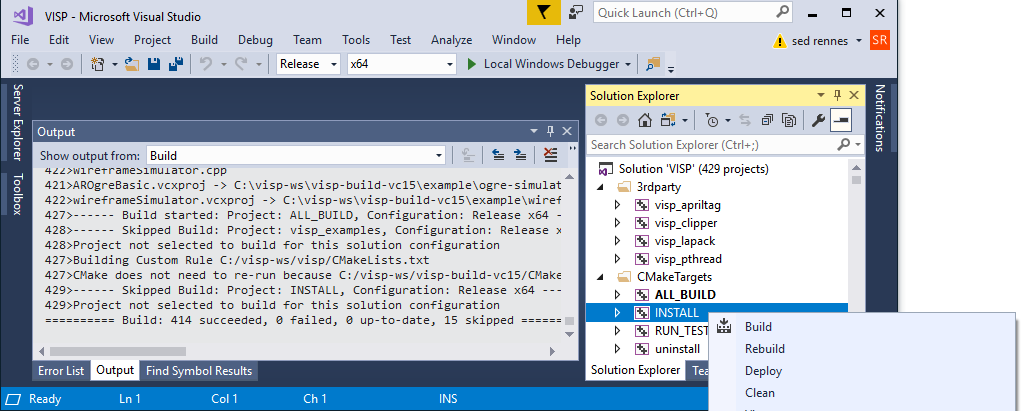 VISP - Microsoft Visual Studio
Quick Launch (Ctrl+Q)
File Edit View Project Build Debug Team Tools Test Analyze Window Help
sed rennes
SR
Release x64 Local Windows Debugger
Server Explorer
Toolbox
Output
Show output from: Build
422>wireframeSimulator.cpp
421>AROgreBasic.vcxproj -> C:\visp-ws\visp-build-vc15\example\ogre-simulat
422>wireframeSimulator.vcxproj -> C:\visp-ws\visp-build-vc15\example\wiref
427>------ Build started: Project: ALL_BUILD, Configuration: Release x64 --
428>------ Skipped Build: Project: visp_examples, Configuration: Release x
428>Project not selected to build for this solution configuration
427>Building Custom Rule C:/visp-ws/visp/CMakeLists.txt
427>CMake does not need to re-run because C:/visp-ws/visp-build-vc15/CMake
429>------ Skipped Build: Project: INSTALL, Configuration: Release x64 ---
429>Project not selected to build for this solution configuration
========== Build: 414 succeeded, 0 failed, 0 up-to-date, 15 skipped =======
Error List Output Find Symbol Results
Solution Explorer
Search Solution Explorer (Ctrl+;)
Solution 'VISP' (429 projects)
3rdparty
visp_apriltag
visp_clipper
visp_lapack
visp_pthread
CMakeTargets
ALL_BUILD
INSTALL
RUN_TEST
uninstall
Solution Explorer
Notifications
Build
Rebuild
Deploy
Clean
Ready Ln 1 Col 1 Ch 1 INS